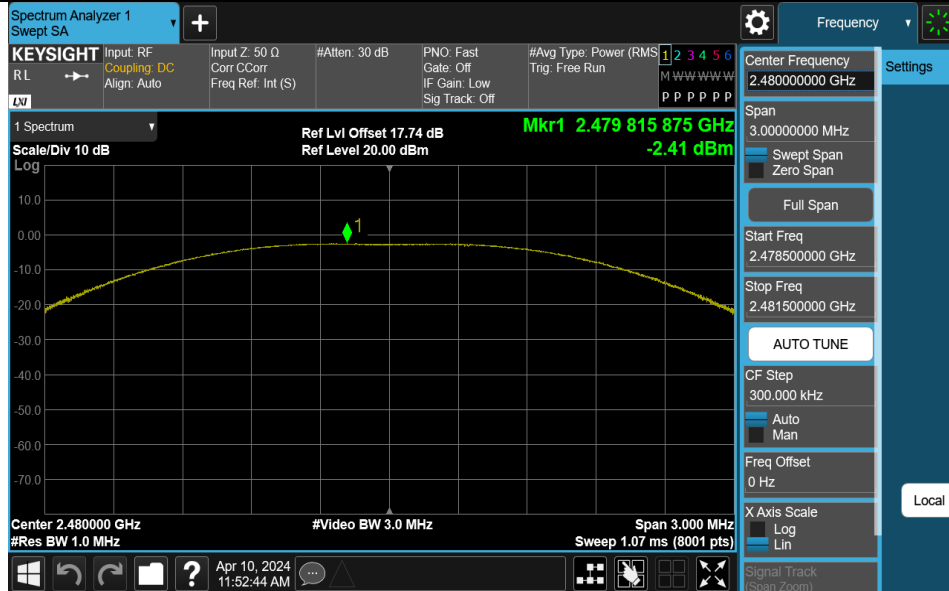 Spectrum Analyzer 1
Swept SA
+
Frequency
KEYSIGHT
RL
LXI
Input: RF
Coupling: DC
Align: Auto
Input Z: 50 Ω
Corr CCorr
Freq Ref: Int (S)
#Atten: 30 dB
PNO: Fast
Gate: Off
IF Gain: Low
Sig Track: Off
#Avg Type: Power (RMS
Trig: Free Run
1 2 3 4 5 6
M W W W W W
P P P P P P
1 Spectrum
Scale/Div 10 dB
Log
Ref Lvl Offset 17.74 dB
Ref Level 20.00 dBm
Mkr1 2.479 815 875 GHz
-2.41 dBm
1
10.0
0.00
-10.0
-20.0
-30.0
-40.0
-50.0
-60.0
-70.0
Center 2.480000 GHz
#Res BW 1.0 MHz
#Video BW 3.0 MHz
Span 3.000 MHz
Sweep 1.07 ms (8001 pts)
?
Apr 10, 2024
11:52:44 AM
Center Frequency
2.480000000 GHz
Span
3.00000000 MHz
Swept Span
Zero Span
Full Span
Start Freq
2.478500000 GHz
Stop Freq
2.481500000 GHz
AUTO TUNE
CF Step
300.000 kHz
Auto
Man
Freq Offset
0 Hz
X Axis Scale
Log
Lin
Signal Track
(Span Zoom)
Settings
Local